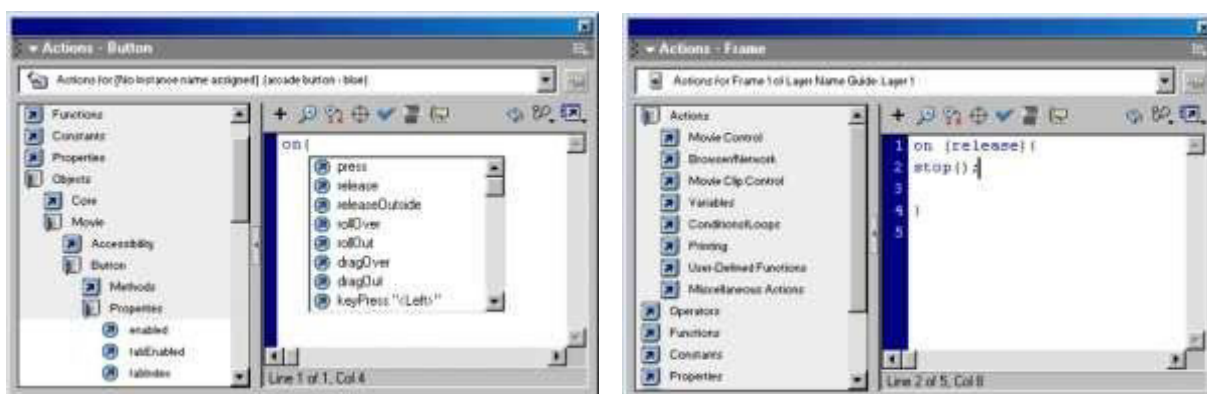 Actions - Button
Actions for [No instance name assigned] (arcade button - blue)
Functions
Constants
Properties
Objects
Core
Movie
Accessibility
Button
Methods
Properties
enabled
tabEnabled
tabIndex
on(
press
release
releaseOutside
rollOver
rollOut
dragOver
dragOut
keyPress "<Left>"
Line 1 of 1, Col 4
Actions - Frame
Actions for Frame 1 of Layer Name Guide: Layer 1
Actions
Movie Control
Browser/Network
Movie Clip Control
Variables
Conditions/Loops
Printing
User-Defined Functions
Miscellaneous Actions
Operators
Functions
Constants
Properties
1 on (release){
2 stop();
3
4 }
5
Line 2 of 5, Col 8